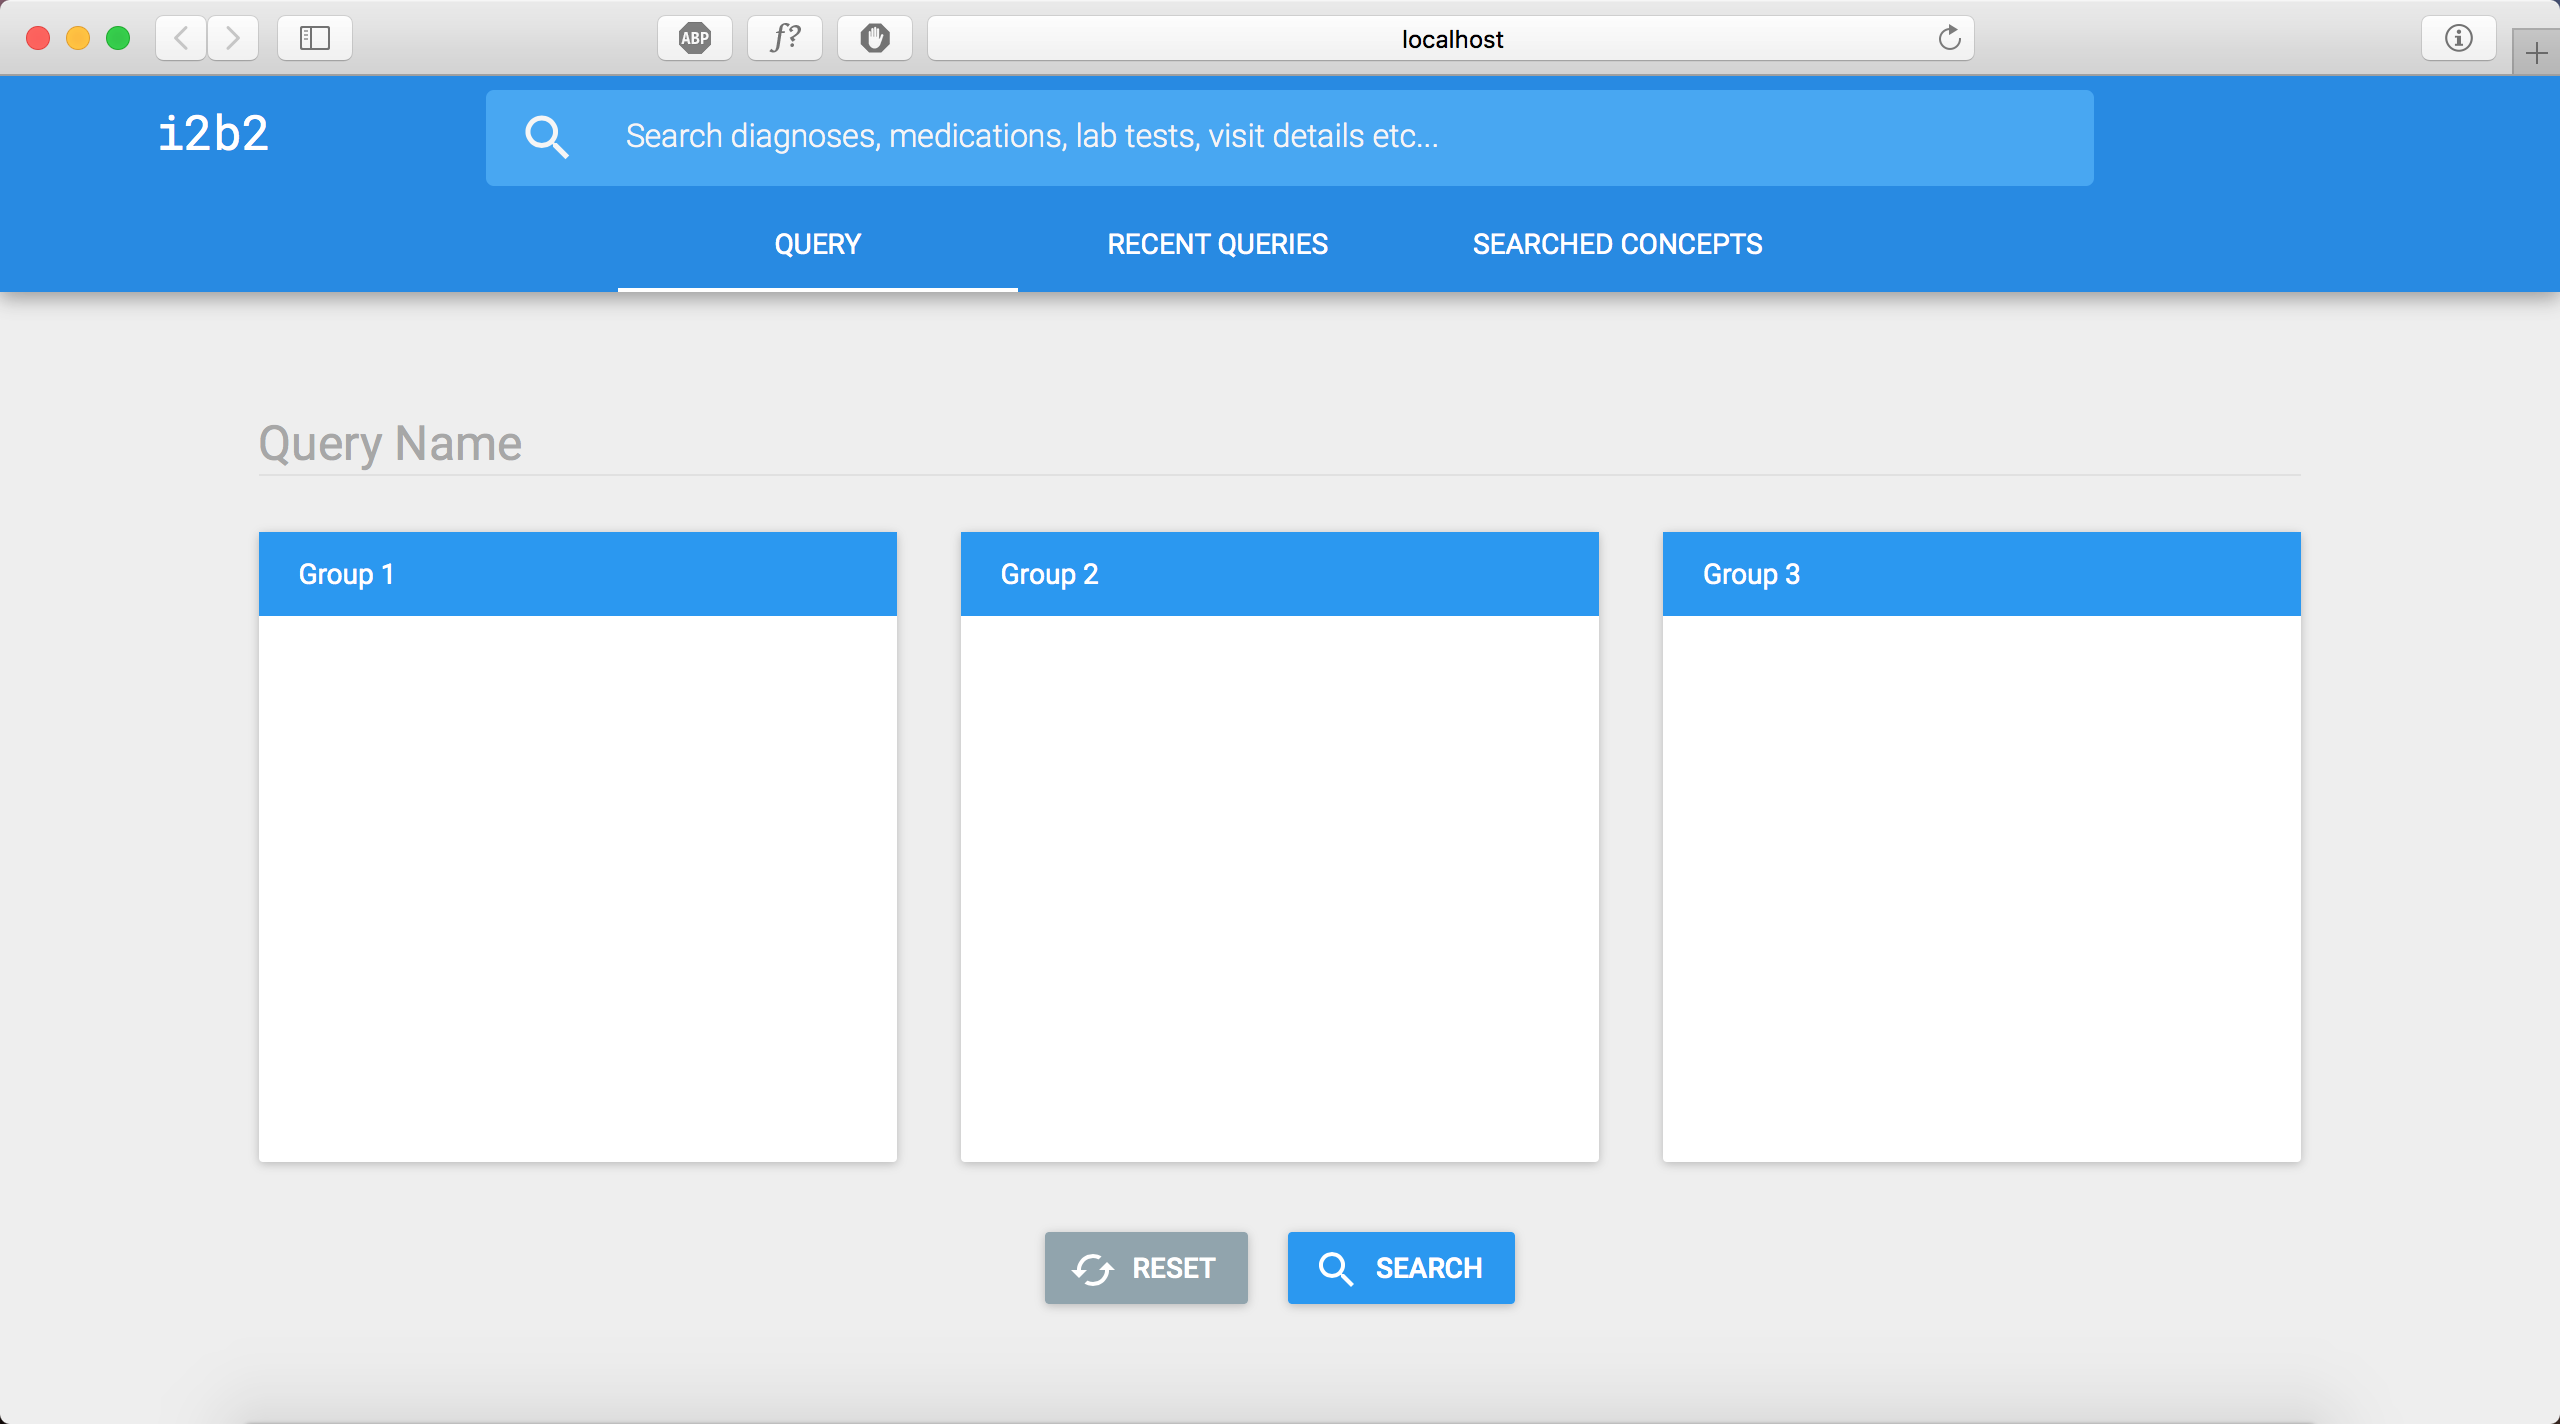 ABP f? localhost
i2b2
Search diagnoses, medications, lab tests, visit details etc...
QUERY RECENT QUERIES SEARCHED CONCEPTS
Query Name
Group 1 Group 2 Group 3
RESET SEARCH